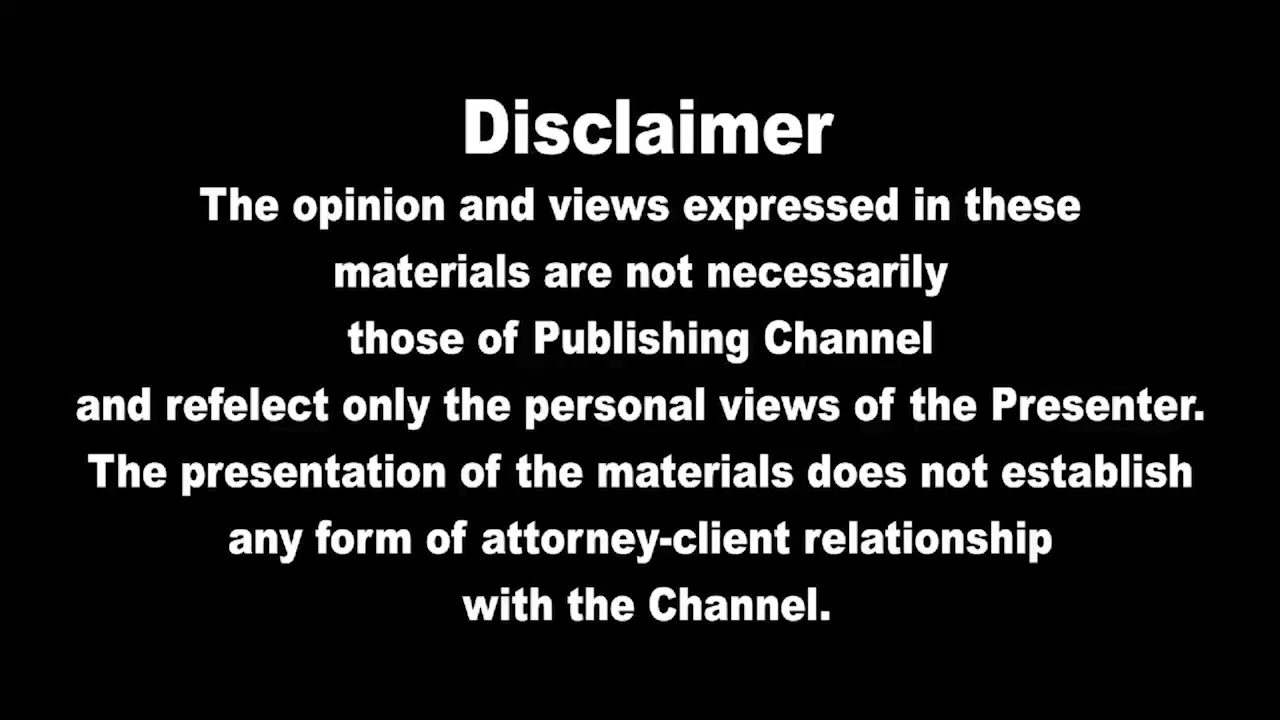 Disclaimer
The opinion and views expressed in these
materials are not necessarily
those of Publishing Channel
and refelect only the personal views of the Presenter.
The presentation of the materials does not establish
any form of attorney-client relationship
with the Channel.